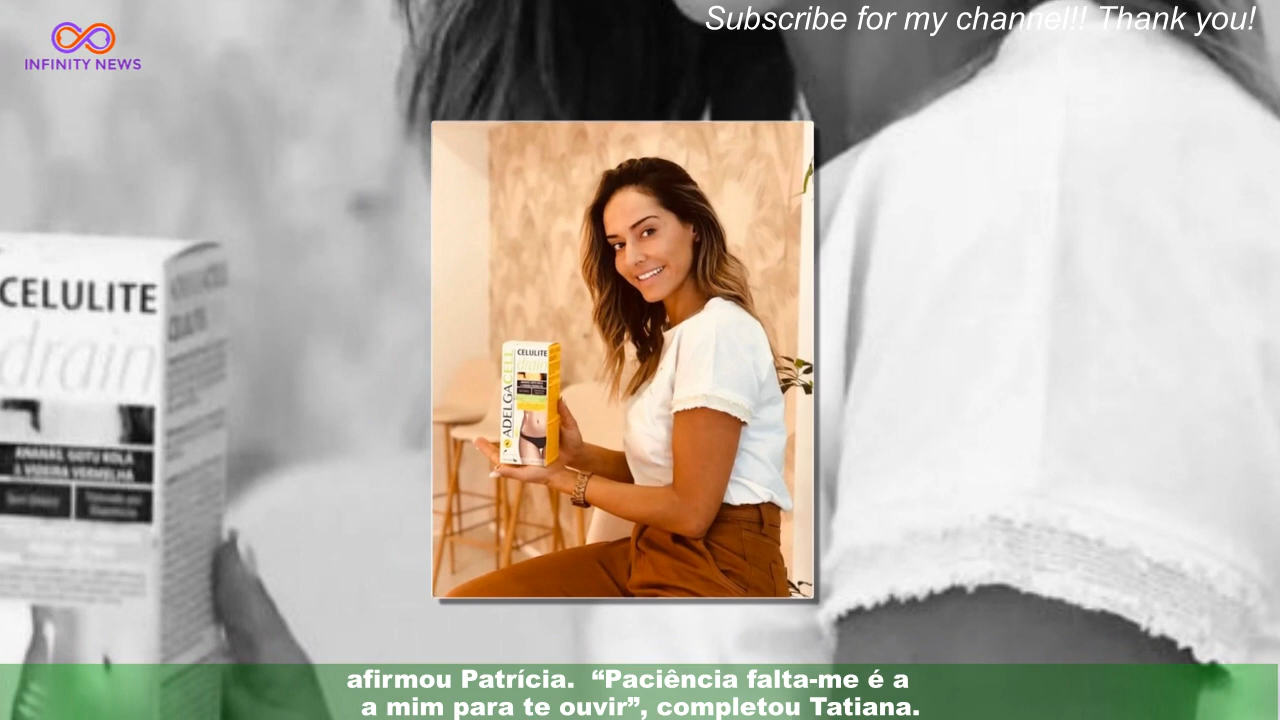 Subscribe for my channel!! Thank you!
INFINITY NEWS
CELULITE
drain
ANANÁS, GOTU KOLA
& VIDEIRA VERMELHA
ADELGACELL
CELULITE
drain
afirmou Patrícia. “Paciência falta-me é a
a mim para te ouvir”, completou Tatiana.